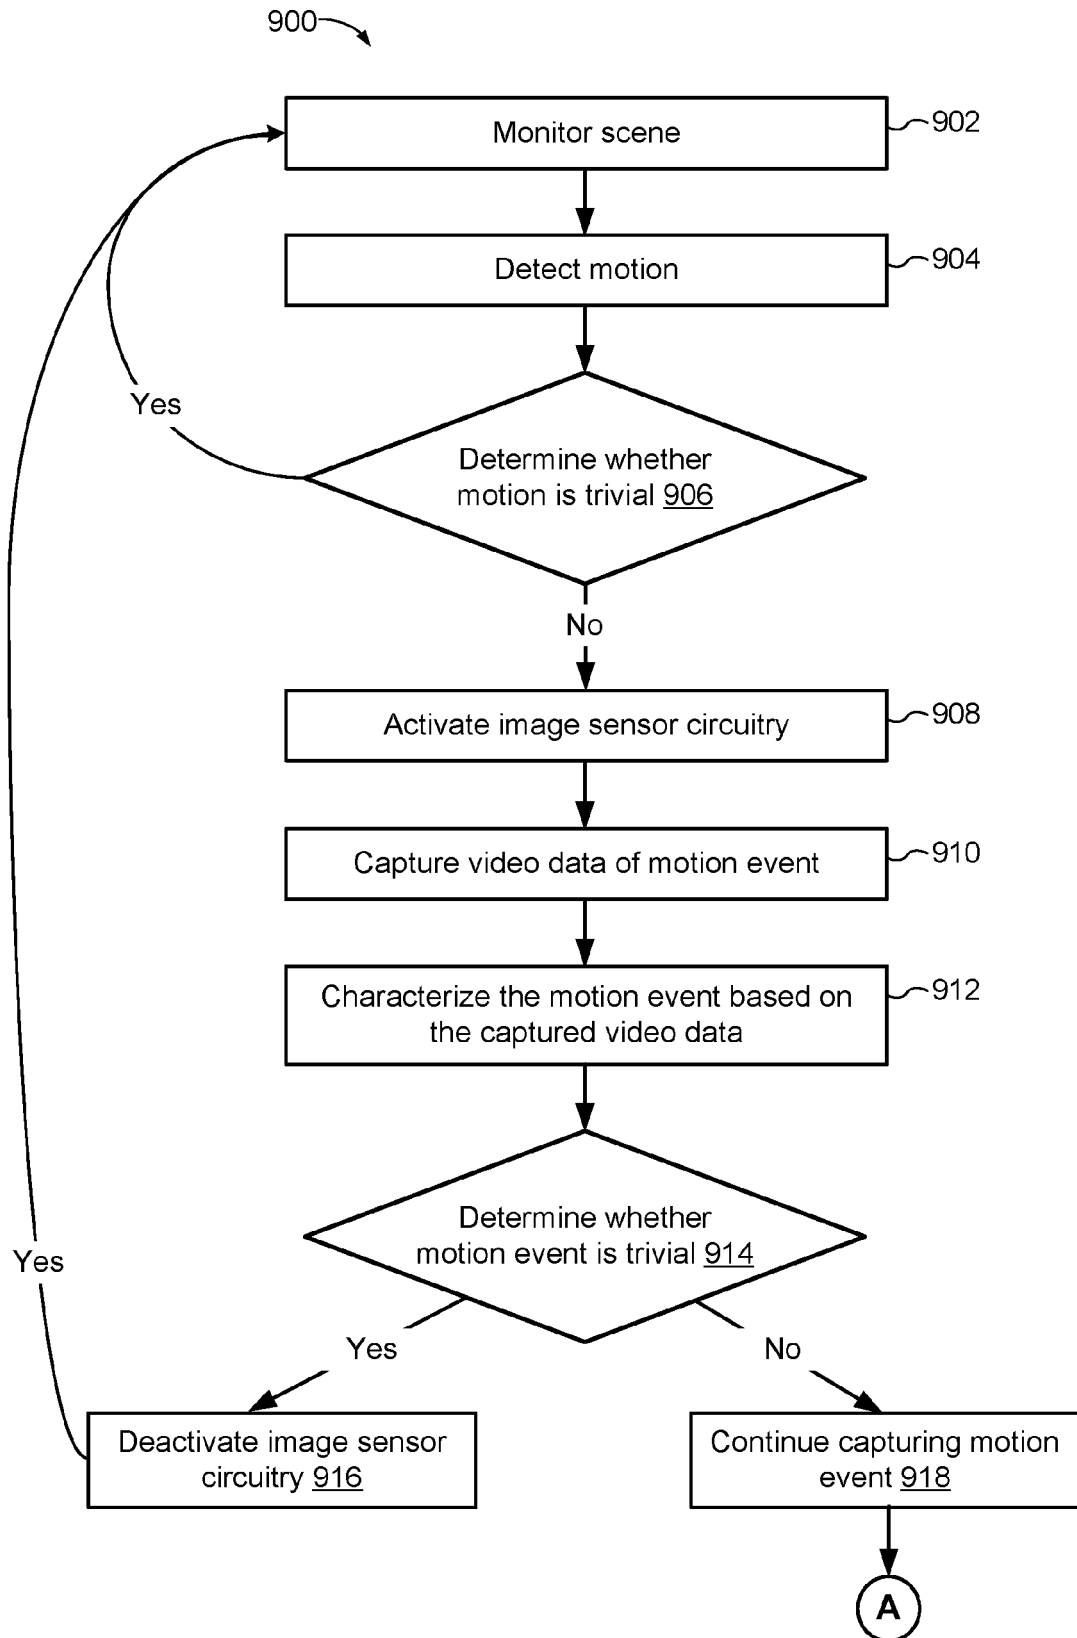 900
Monitor scene
902
Detect motion
904
Yes
Determine whether
motion is trivial 906
No
Activate image sensor circuitry
908
Capture video data of motion event
910
Characterize the motion event based on
the captured video data
912
Determine whether
motion event is trivial 914
Yes
Yes
No
Deactivate image sensor
circuitry 916
Continue capturing motion
event 918
A